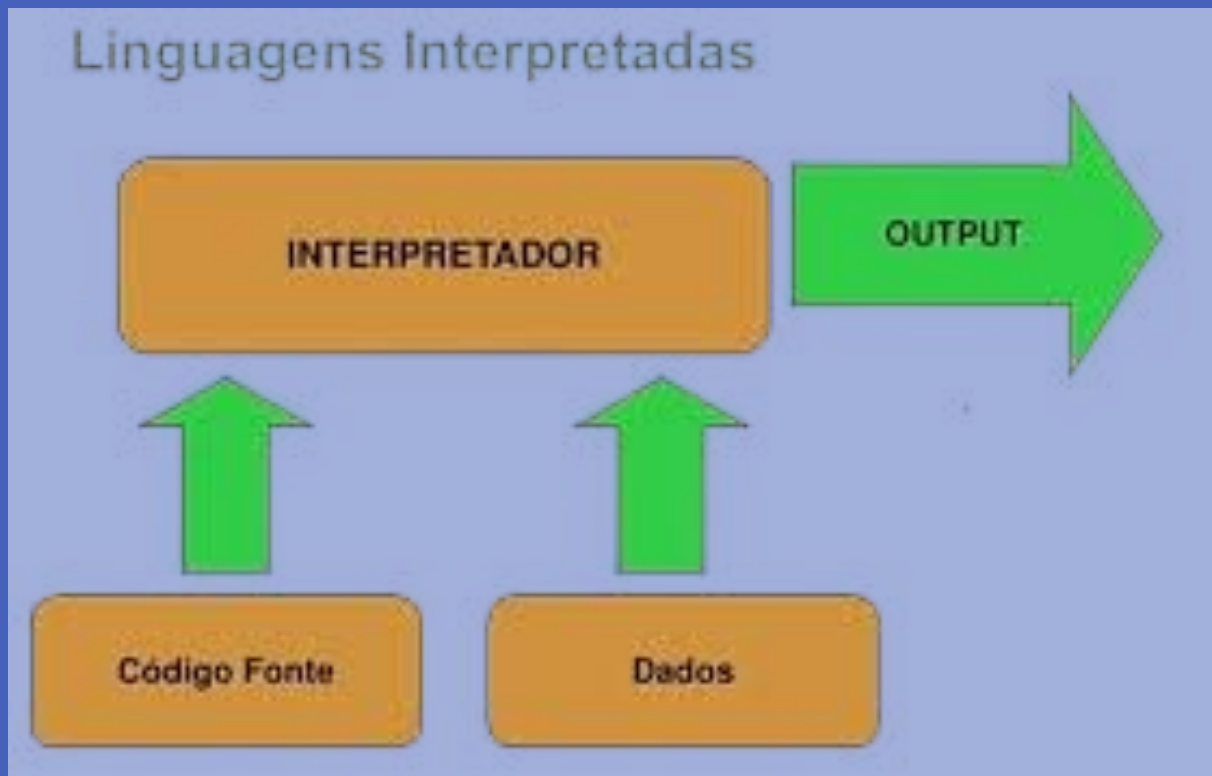 Linguagens Interpretadas
INTERPRETADOR
OUTPUT
Código Fonte
Dados